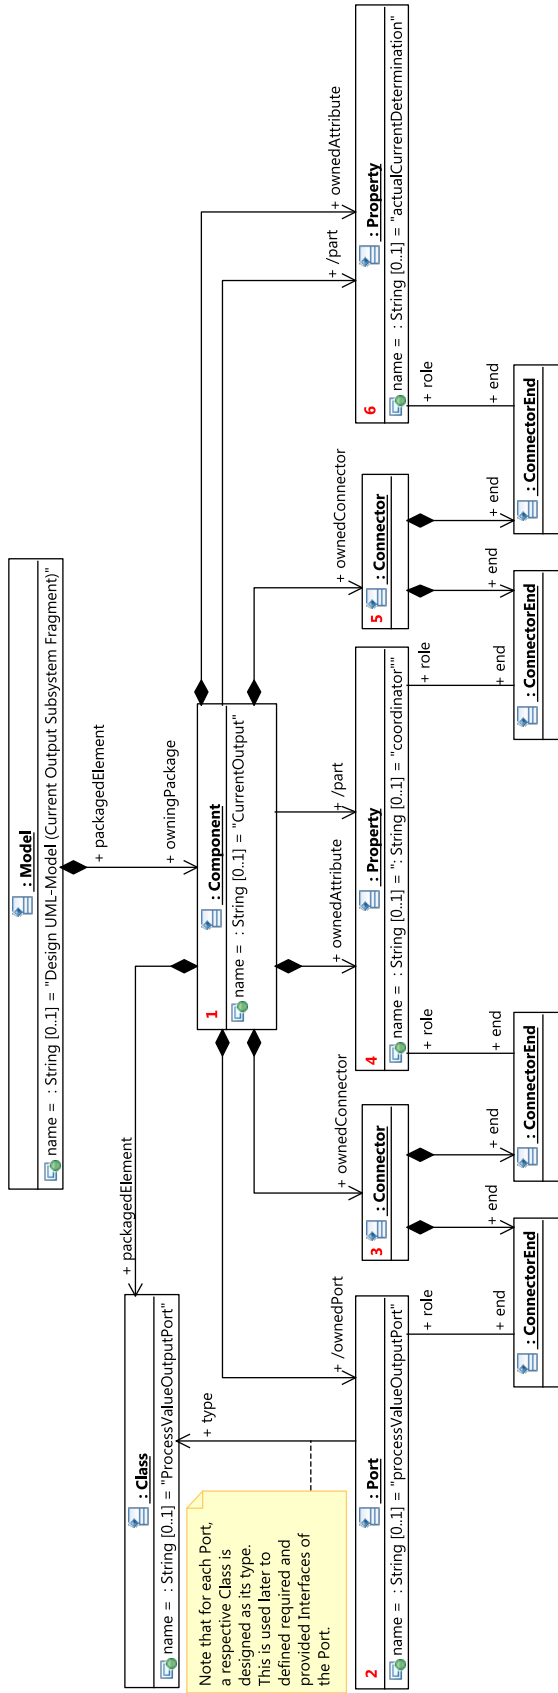 : Model
name = : String [0..1] = "Design UML-Model (Current Output Subsystem Fragment)"
+ packagedElement
+ owningPackage
+ packagedElement
: Class
name = : String [0..1] = "ProcessValueOutputPort"
Note that for each Port,
a respective Class is
designed as its type.
This is used later to
defined required and
provided Interfaces of
the Port.
+ type
1
: Component
name = : String [0..1] = "CurrentOutput"
+ /ownedPort
+ ownedConnector
+ ownedAttribute
+ /part
+ ownedConnector
+ /part
+ ownedAttribute
2
: Port
name = : String [0..1] = "processValueOutputPort"
3
: Connector
4
: Property
name = : String [0..1] = ": String [0..1] = "coordinator""
5
: Connector
6
: Property
name = : String [0..1] = "actualCurrentDetermination"
+ role
+ end
+ end
+ end
+ role
+ end
+ role
+ end
+ end
+ end
+ role
+ end
: ConnectorEnd
: ConnectorEnd
: ConnectorEnd
: ConnectorEnd